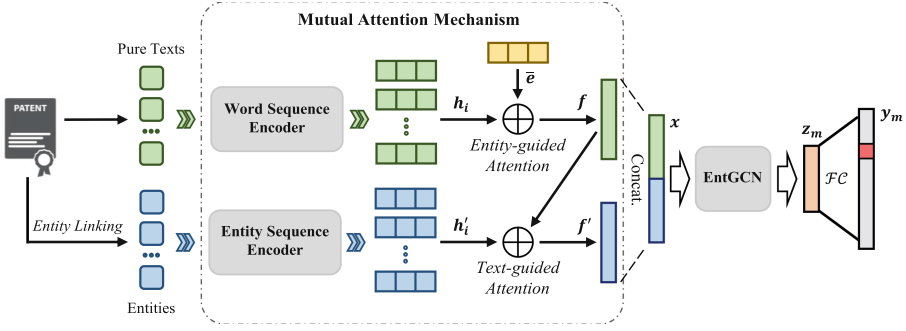 Mutual Attention Mechanism
Pure Texts
PATENT
Word Sequence
Encoder
h_i
ē
f
Entity-guided
Attention
Entity Linking
Entities
Entity Sequence
Encoder
h'_i
f'
Text-guided
Attention
Concat.
x
EntGCN
z_m
FC
y_m